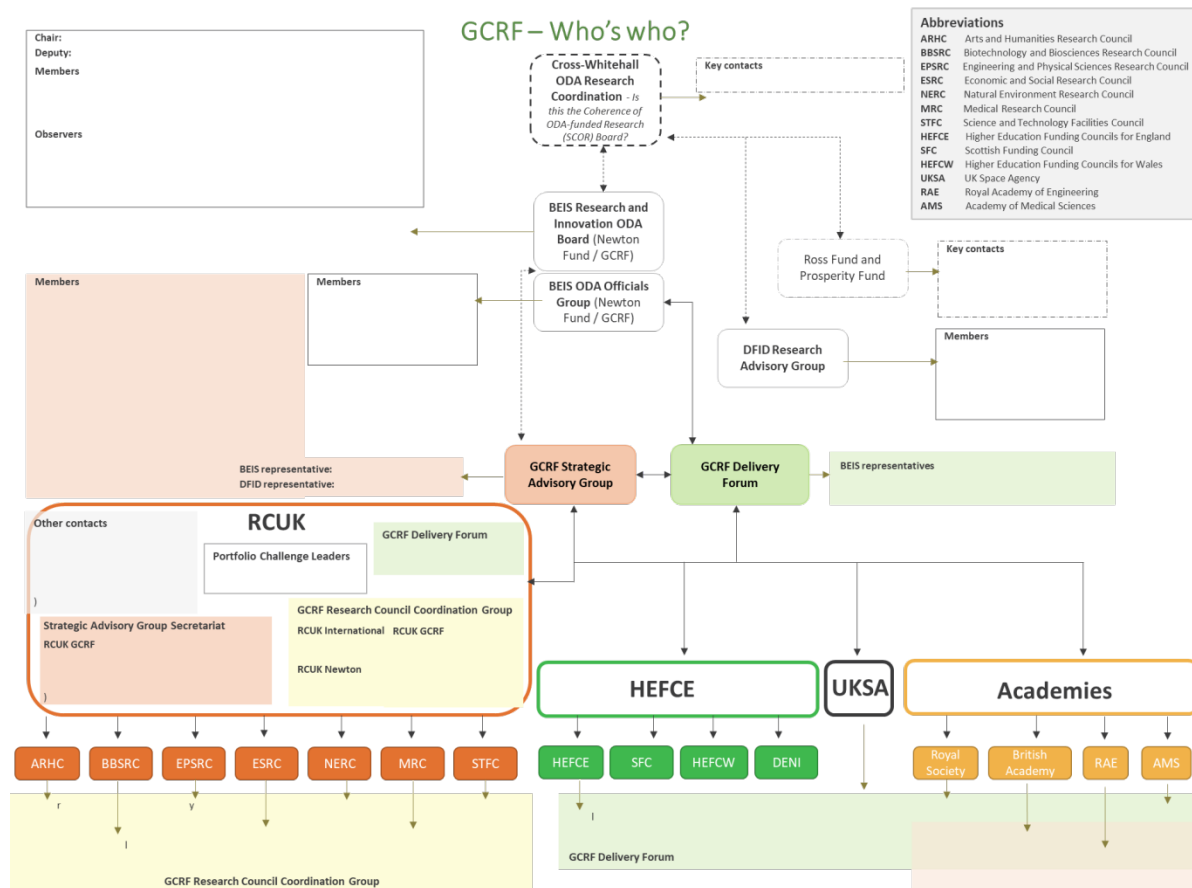 GCRF – Who's who?
Chair:
Deputy:
Members
Observers
Cross-Whitehall
ODA Research
Coordination - Is
this the Coherence of
ODA-funded Research
(SCOR) Board?
Key contacts
Abbreviations
ARHC Arts and Humanities Research Council
BBSRC Biotechnology and Biosciences Research Council
EPSRC Engineering and Physical Sciences Research Council
ESRC Economic and Social Research Council
NERC Natural Environment Research Council
MRC Medical Research Council
STFC Science and Technology Facilities Council
HEFCE Higher Education Funding Councils for England
SFC Scottish Funding Council
HEFCW Higher Education Funding Councils for Wales
UKSA UK Space Agency
RAE Royal Academy of Engineering
AMS Academy of Medical Sciences
BEIS Research and
Innovation ODA
Board (Newton
Fund / GCRF)
Ross Fund and
Prosperity Fund
Key contacts
Members
Members
BEIS ODA Officials
Group (Newton
Fund / GCRF)
DFID Research
Advisory Group
Members
BEIS representative:
DFID representative:
GCRF Strategic
Advisory Group
GCRF Delivery
Forum
BEIS representatives
Other contacts
)
RCUK
Portfolio Challenge Leaders
GCRF Delivery Forum
Strategic Advisory Group Secretariat
RCUK GCRF
)
GCRF Research Council Coordination Group
RCUK International RCUK GCRF
RCUK Newton
HEFCE
UKSA
Academies
ARHC
BBSRC
EPSRC
ESRC
NERC
MRC
STFC
HEFCE
SFC
HEFCW
DENI
Royal
Society
British
Academy
RAE
AMS
r
y
l
l
GCRF Delivery Forum
GCRF Research Council Coordination Group